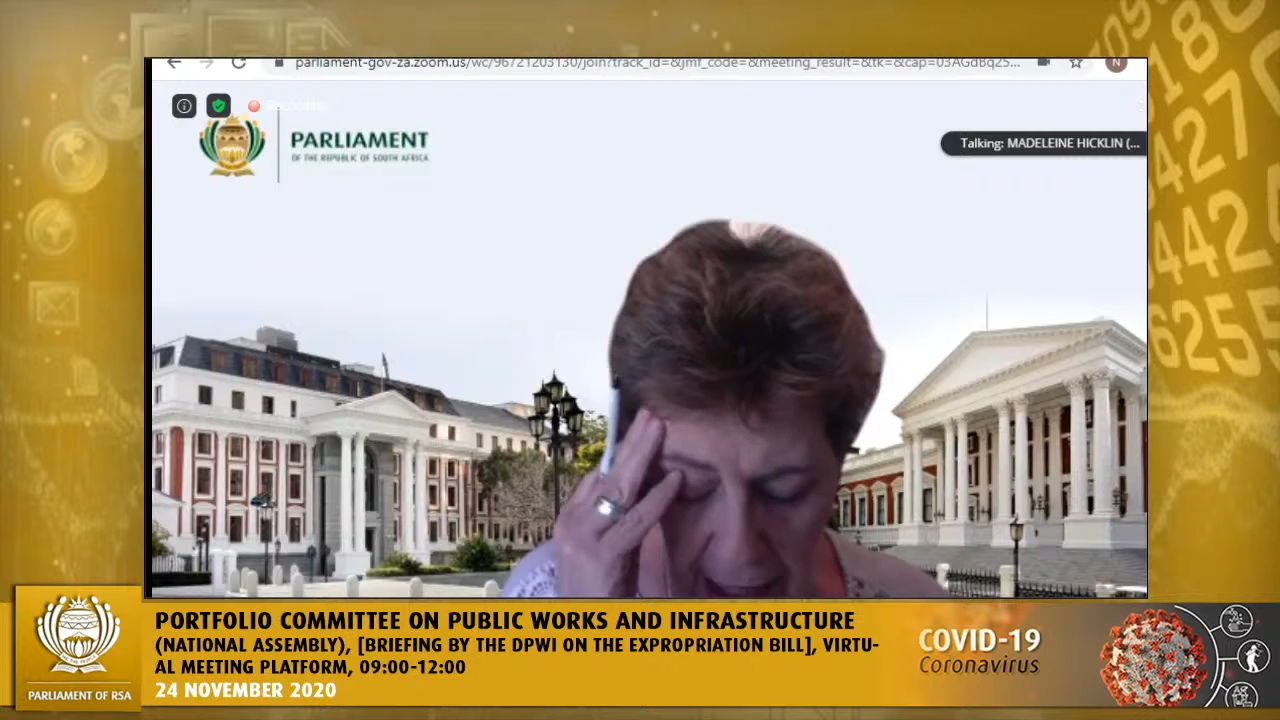 parliament-gov-za.zoom.us/wc/96721203130/join?track_id=&jmf_code=&meeting_result=&tk=&cap=03AGdBq25...
N
Recording
PARLIAMENT
OF THE REPUBLIC OF SOUTH AFRICA
Talking: MADELEINE HICKLIN (...
6255
PORTFOLIO COMMITTEE ON PUBLIC WORKS AND INFRASTRUCTURE
(NATIONAL ASSEMBLY), [BRIEFING BY THE DPWI ON THE EXPROPRIATION BILL], VIRTU-
AL MEETING PLATFORM, 09:00-12:00
24 NOVEMBER 2020
PARLIAMENT OF RSA
COVID-19
Coronavirus